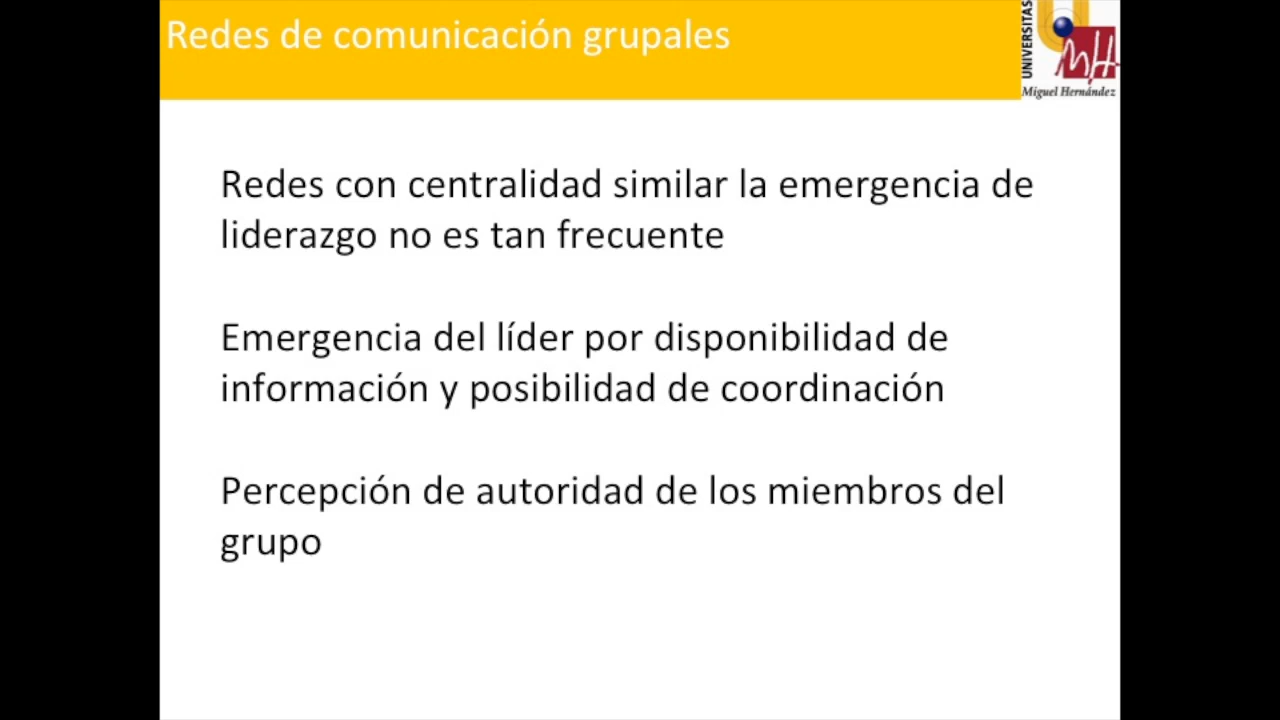 Redes de comunicación grupales
UNIVERSITAS
MH
Miguel Hernández
Redes con centralidad similar la emergencia de
liderazgo no es tan frecuente
Emergencia del líder por disponibilidad de
información y posibilidad de coordinación
Percepción de autoridad de los miembros del
grupo